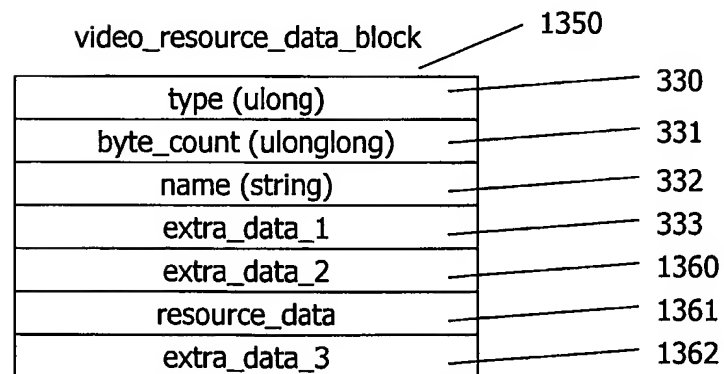 video_resource_data_block 1350
type (ulong) 330
byte_count (ulonglong) 331
name (string) 332
extra_data_1 333
extra_data_2 1360
resource_data 1361
extra_data_3 1362